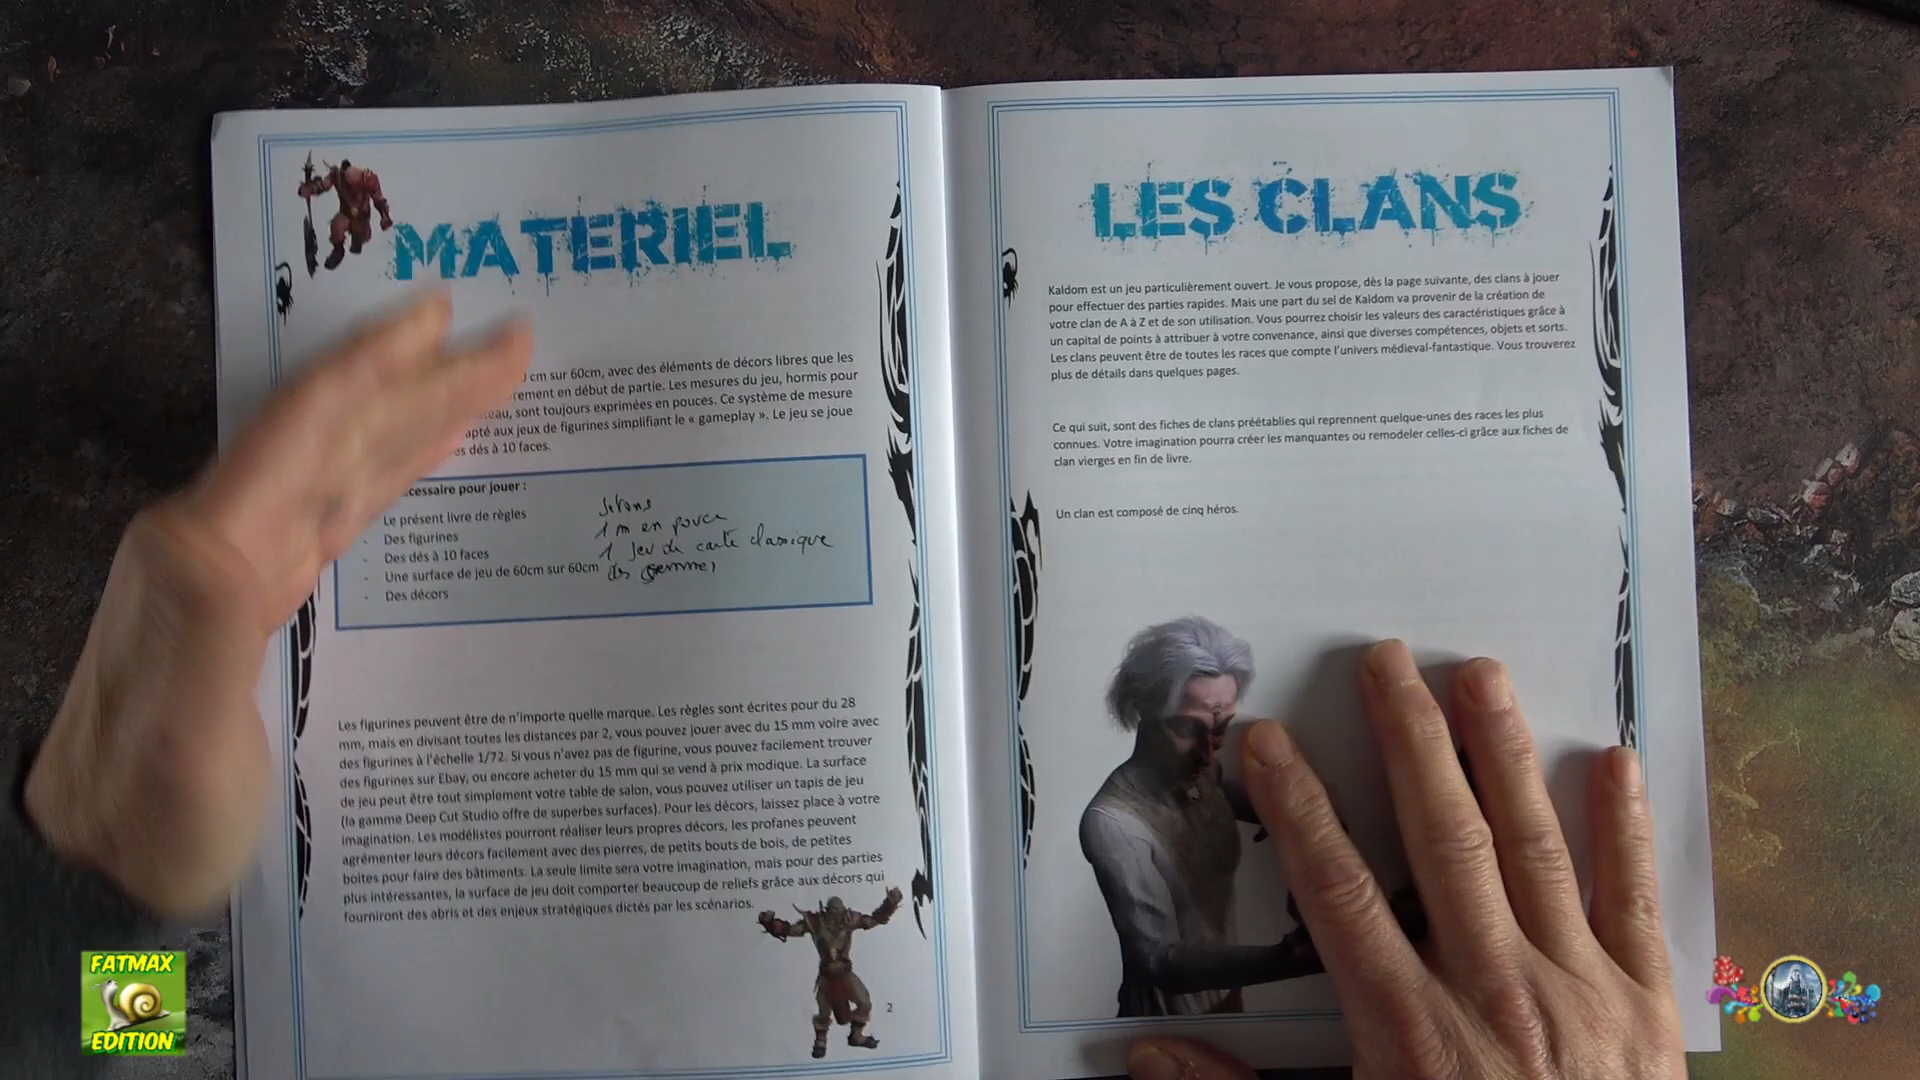 MATERIEL
cm sur 60cm, avec des éléments de décors libres que les
rement en début de partie. Les mesures du jeu, hormis pour
teau, sont toujours exprimées en pouces. Ce système de mesure
apté aux jeux de figurines simplifiant le « gameplay ». Le jeu se joue
es dés à 10 faces.
cessaire pour jouer :
- Le présent livre de règles
- Des figurines
- Des dés à 10 faces
- Une surface de jeu de 60cm sur 60cm
- Des décors
Jetons
1 m en pouce
1 Jeu de carte classique
des gemmes
Les figurines peuvent être de n'importe quelle marque. Les règles sont écrites pour du 28
mm, mais en divisant toutes les distances par 2, vous pouvez jouer avec du 15 mm voire avec
des figurines à l'échelle 1/72. Si vous n'avez pas de figurine, vous pouvez facilement trouver
des figurines sur Ebay, ou encore acheter du 15 mm qui se vend à prix modique. La surface
de jeu peut être tout simplement votre table de salon, vous pouvez utiliser un tapis de jeu
(la gamme Deep Cut Studio offre de superbes surfaces). Pour les décors, laissez place à votre
imagination. Les modélistes pourront réaliser leurs propres décors, les profanes peuvent
agrémenter leurs décors facilement avec des pierres, de petits bouts de bois, de petites
boites pour faire des bâtiments. La seule limite sera votre imagination, mais pour des parties
plus intéressantes, la surface de jeu doit comporter beaucoup de reliefs grâce aux décors qui
fourniront des abris et des enjeux stratégiques dictés par les scénarios.
2
LES CLANS
Kaldom est un jeu particulièrement ouvert. Je vous propose, dès la page suivante, des clans à jouer
pour effectuer des parties rapides. Mais une part du sel de Kaldom va provenir de la création de
votre clan de A à Z et de son utilisation. Vous pourrez choisir les valeurs des caractéristiques grâce à
un capital de points à attribuer à votre convenance, ainsi que diverses compétences, objets et sorts.
Les clans peuvent être de toutes les races que compte l'univers médieval-fantastique. Vous trouverez
plus de détails dans quelques pages.
Ce qui suit, sont des fiches de clans préétablies qui reprennent quelque-unes des races les plus
connues. Votre imagination pourra créer les manquantes ou remodeler celles-ci grâce aux fiches de
clan vierges en fin de livre.
Un clan est composé de cinq héros.
FATMAX
EDITION